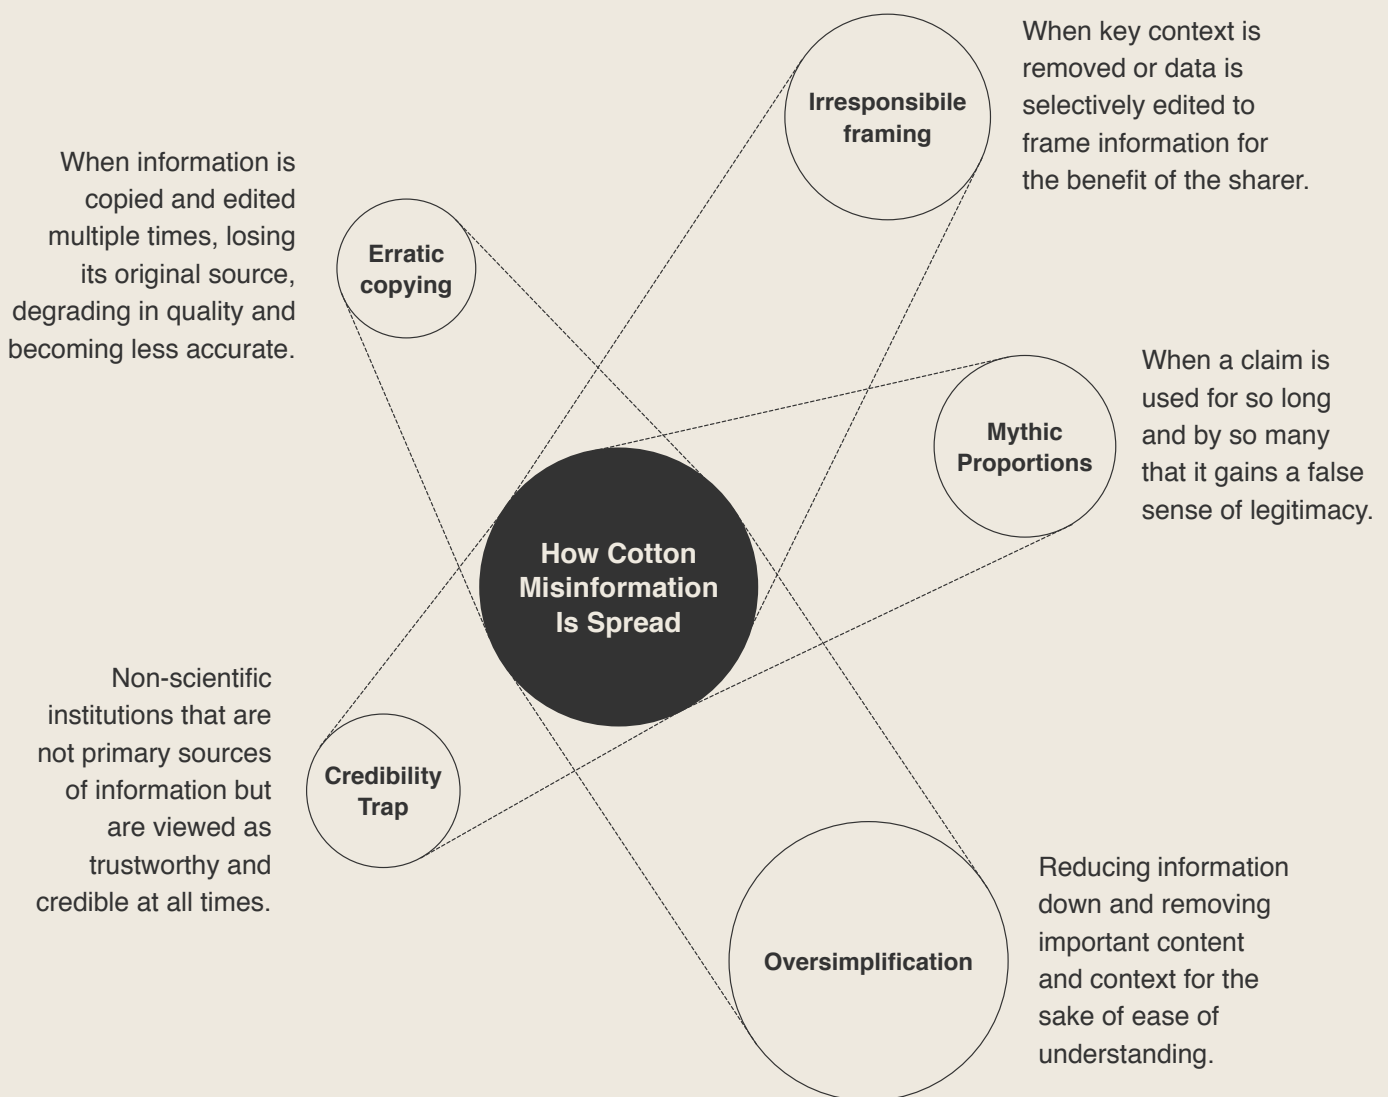 When key context is
removed or data is
selectively edited to
frame information for
the benefit of the sharer.
Irresponsibile
framing
When information is
copied and edited
multiple times, losing
its original source,
degrading in quality and
becoming less accurate.
Erratic
copying
When a claim is
used for so long
and by so many
that it gains a false
sense of legitimacy.
Mythic
Proportions
How Cotton
Misinformation
Is Spread
Non-scientific
institutions that are
not primary sources
of information but
are viewed as
trustworthy and
credible at all times.
Credibility
Trap
Oversimplification
Reducing information
down and removing
important content
and context for the
sake of ease of
understanding.